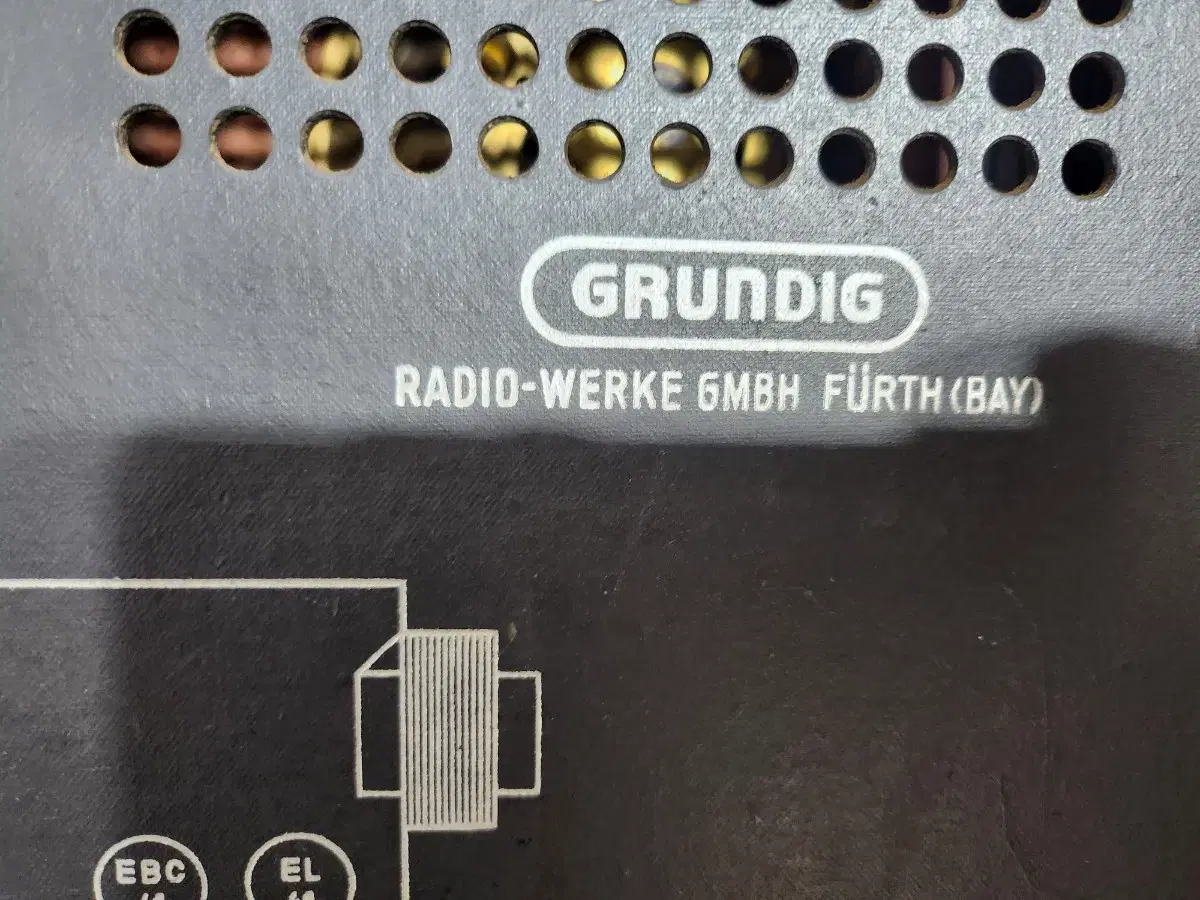 GRUNDIG
RADIO-WERKE GMBH FÜRTH (BAY)
EBC EL